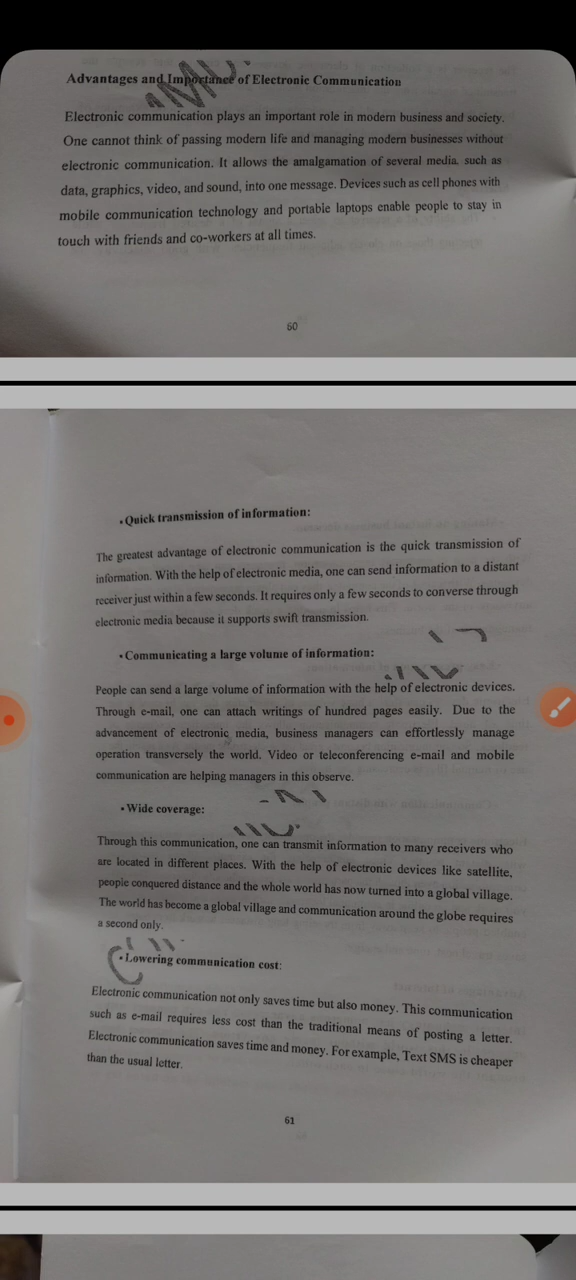 Advantages and Importance of Electronic Communication
Electronic communication plays an important role in modern business and society.
One cannot think of passing modern life and managing modern businesses without
electronic communication. It allows the amalgamation of several media, such as
data, graphics, video, and sound, into one message. Devices such as cell phones with
mobile communication technology and portable laptops enable people to stay in
touch with friends and co-workers at all times.
60
• Quick transmission of information:
The greatest advantage of electronic communication is the quick transmission of
information. With the help of electronic media, one can send information to a distant
receiver just within a few seconds. It requires only a few seconds to converse through
electronic media because it supports swift transmission.
• Communicating a large volume of information:
People can send a large volume of information with the help of electronic devices.
Through e-mail, one can attach writings of hundred pages easily. Due to the
advancement of electronic media, business managers can effortlessly manage
operation transversely the world. Video or teleconferencing e-mail and mobile
communication are helping managers in this observe.
• Wide coverage:
Through this communication, one can transmit information to many receivers who
are located in different places. With the help of electronic devices like satellite,
people conquered distance and the whole world has now turned into a global village.
The world has become a global village and communication around the globe requires
a second only.
• Lowering communication cost:
Electronic communication not only saves time but also money. This communication
such as e-mail requires less cost than the traditional means of posting a letter.
Electronic communication saves time and money. For example, Text SMS is cheaper
than the usual letter.
61